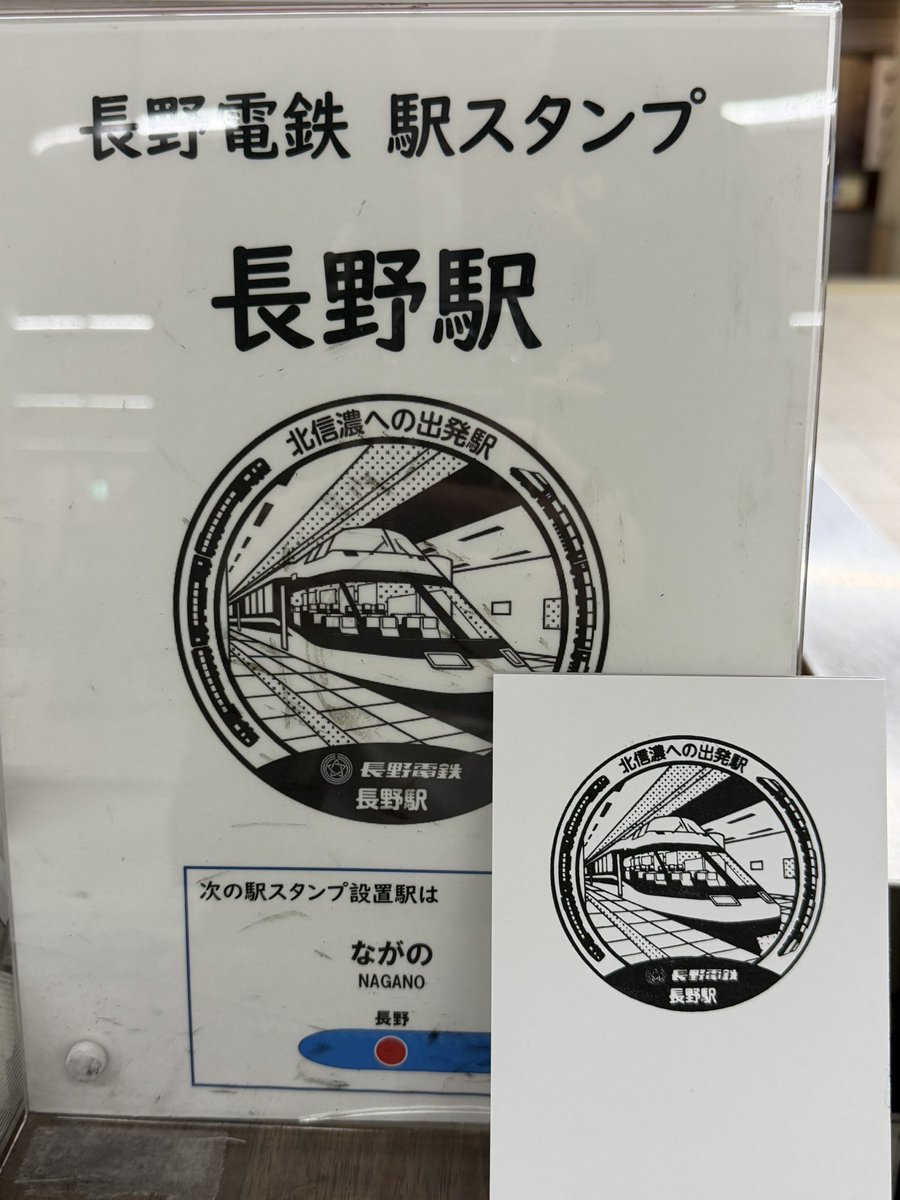 長野電鉄 駅スタンプ
長野駅
北信濃への出発駅
長野電鉄
長野駅
次の駅スタンプ設置駅は
ながの
NAGANO
長野
北信濃への出発駅
長野電鉄
長野駅